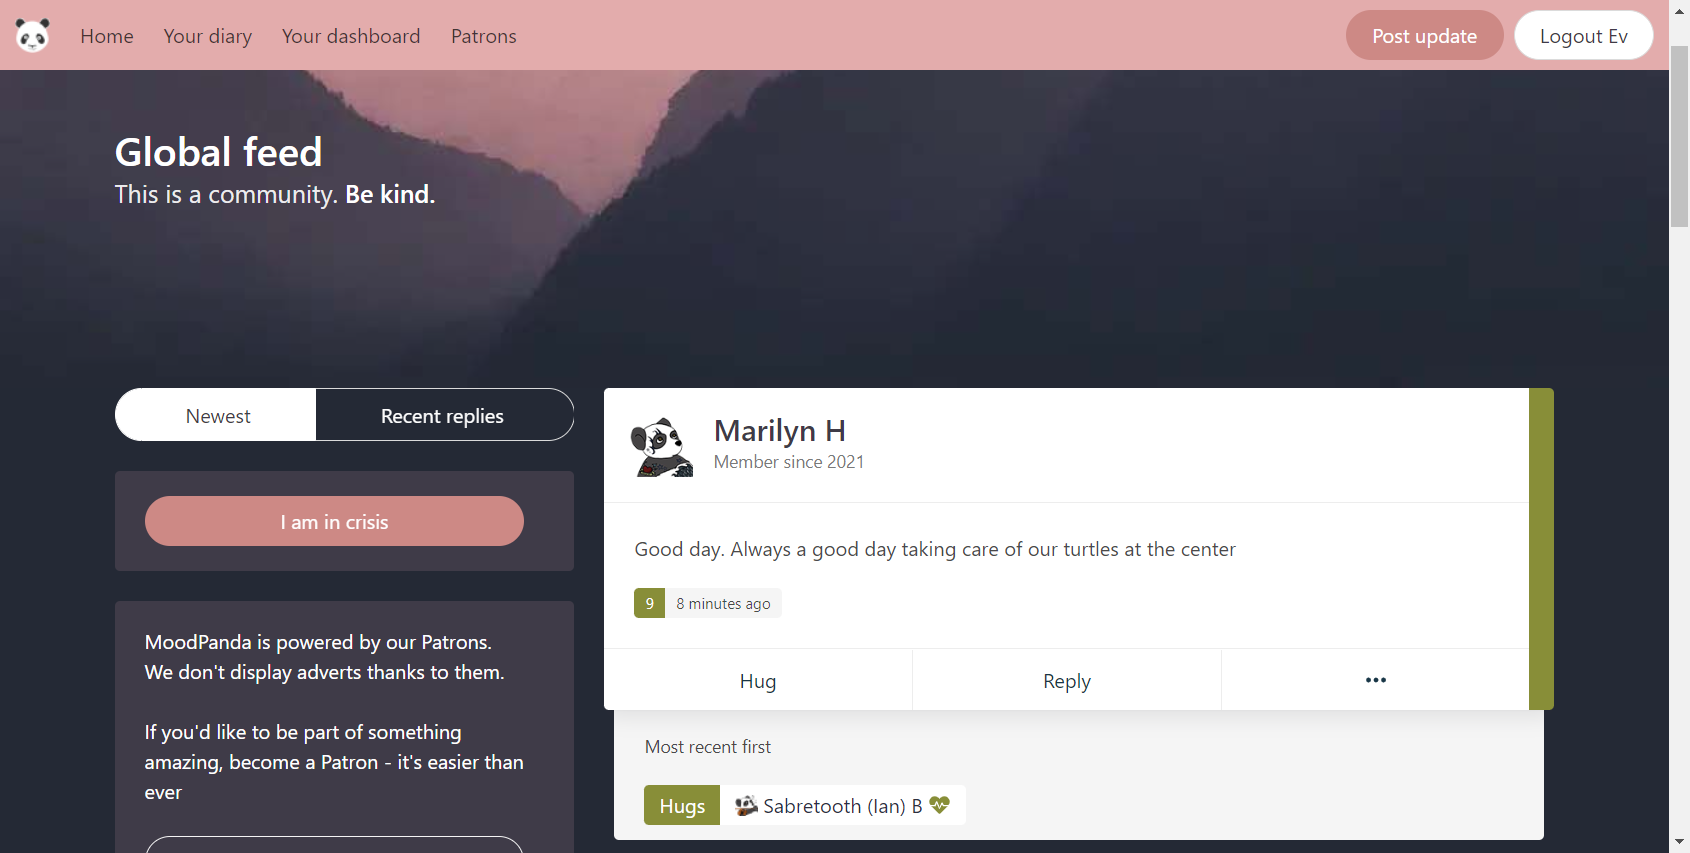 Home Your diary Your dashboard Patrons Post update Logout Ev
Global feed
This is a community. Be kind.
Newest Recent replies
I am in crisis
MoodPanda is powered by our Patrons.
We don't display adverts thanks to them.
If you'd like to be part of something
amazing, become a Patron - it's easier than
ever
Marilyn H
Member since 2021
Good day. Always a good day taking care of our turtles at the center
9 8 minutes ago
Hug Reply •••
Most recent first
Hugs Sabretooth (Ian) B